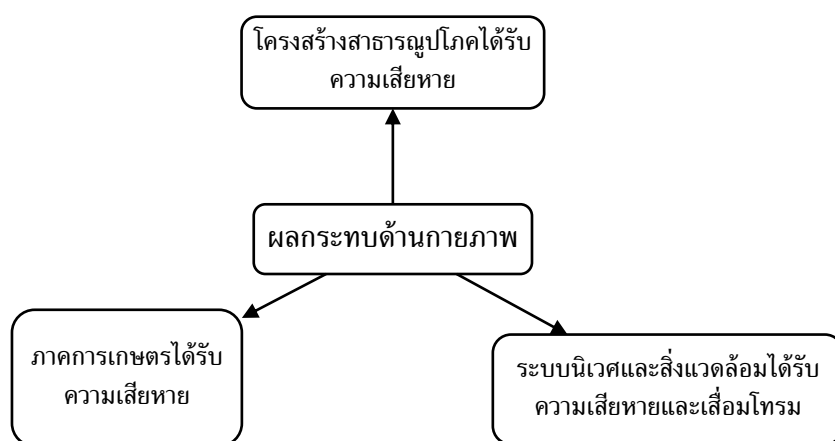 โครงสร้างสาธารณูปโภคได้รับ
ความเสียหาย
ผลกระทบด้านกายภาพ
ภาคการเกษตรได้รับ
ความเสียหาย
ระบบนิเวศและสิ่งแวดล้อมได้รับ
ความเสียหายและเสื่อมโทรม